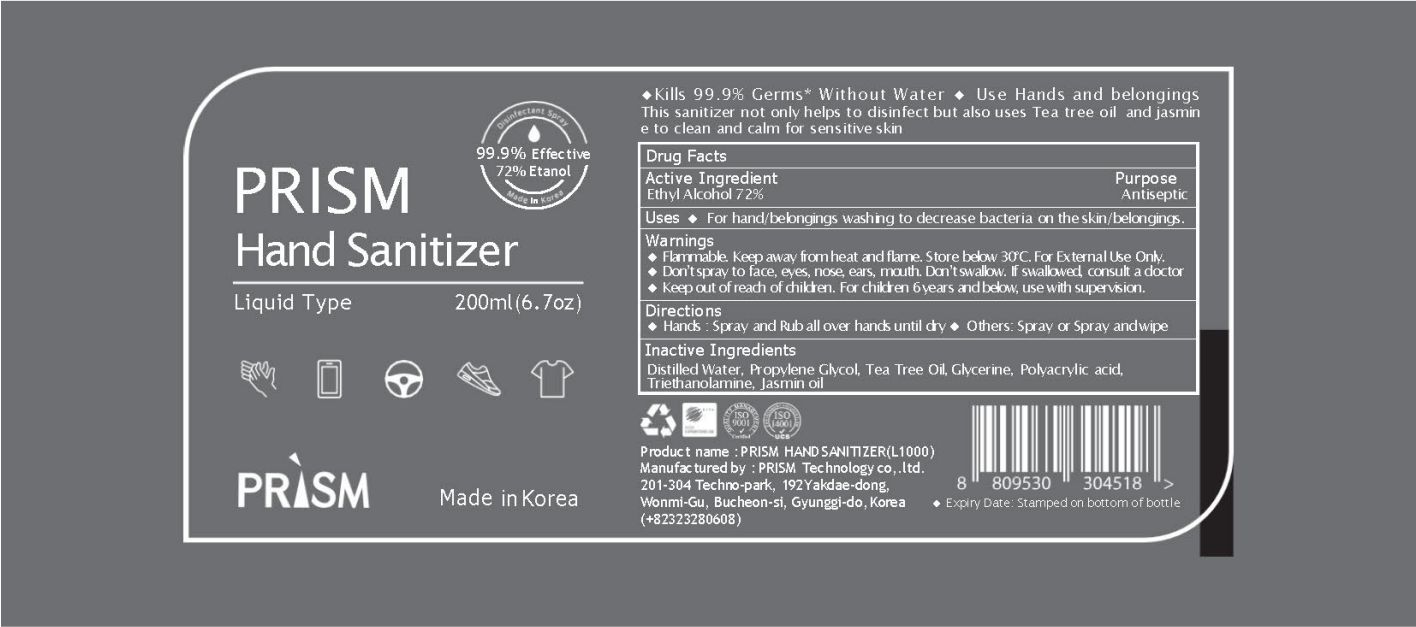 Disinfectant Spray
99.9% Effective
72% Etanol
Made In Korea
PRISM
Hand Sanitizer
Liquid Type 200ml(6.7oz)
PRISM
Made in Korea
◆Kills 99.9% Germs* Without Water ◆ Use Hands and belongings
This sanitizer not only helps to disinfect but also uses Tea tree oil and jasmin
e to clean and calm for sensitive skin
Drug Facts
Active Ingredient Purpose
Ethyl Alcohol 72% Antiseptic
Uses ◆ For hand/belongings washing to decrease bacteria on the skin/belongings.
Warnings
◆ Flammable. Keep away from heat and flame. Store below 30°C. For External Use Only.
◆ Don't spray to face, eyes, nose, ears, mouth. Don't swallow. If swallowed, consult a doctor
◆ Keep out of reach of children. For children 6 years and below, use with supervision.
Directions
◆ Hands : Spray and Rub all over hands until dry ◆ Others: Spray or Spray and wipe
Inactive Ingredients
Distilled Water, Propylene Glycol, Tea Tree Oil, Glycerine, Polyacrylic acid,
Triethanolamine, Jasmin oil
ISO
9001
Certified
ISO
14001
UCS
Product name : PRISM HAND SANITIZER(L1000)
Manufactured by : PRISM Technology co,.ltd.
201-304 Techno-park, 192Yakdae-dong,
Wonmi-Gu, Bucheon-si, Gyunggi-do, Korea
(+82323280608)
8 809530 304518 >
◆ Expiry Date: Stamped on bottom of bottle